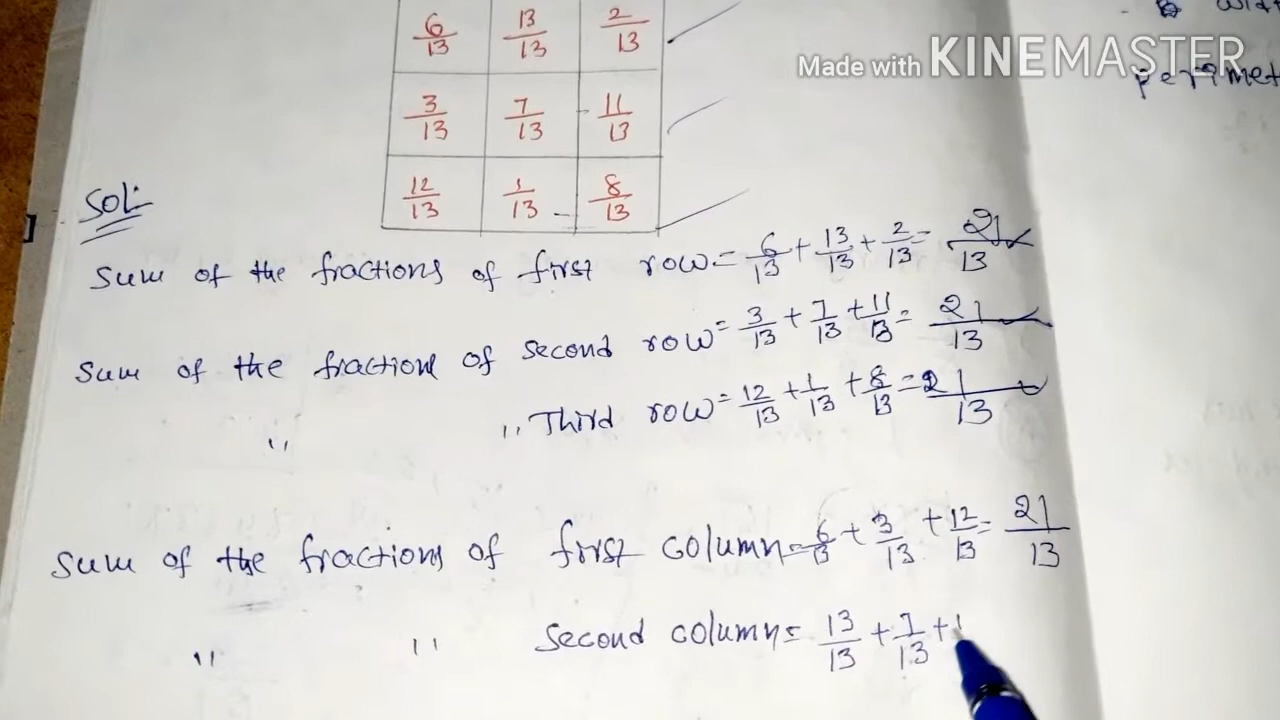 6/13 13/13 2/13
Made with KINEMASTER
perimet
3/13 7/13 11/13
12/13 1/13 8/13
Sol:
Sum of the fractions of first row = 6/13 + 13/13 + 2/13 = 21/13
Sum of the fraction of second row = 3/13 + 7/13 + 11/13 = 21/13
" " Third row = 12/13 + 1/13 + 8/13 = 21/13
Sum of the fractions of first column = 6/13 + 3/13 + 12/13 = 21/13
" " Second column = 13/13 + 7/13 + 1